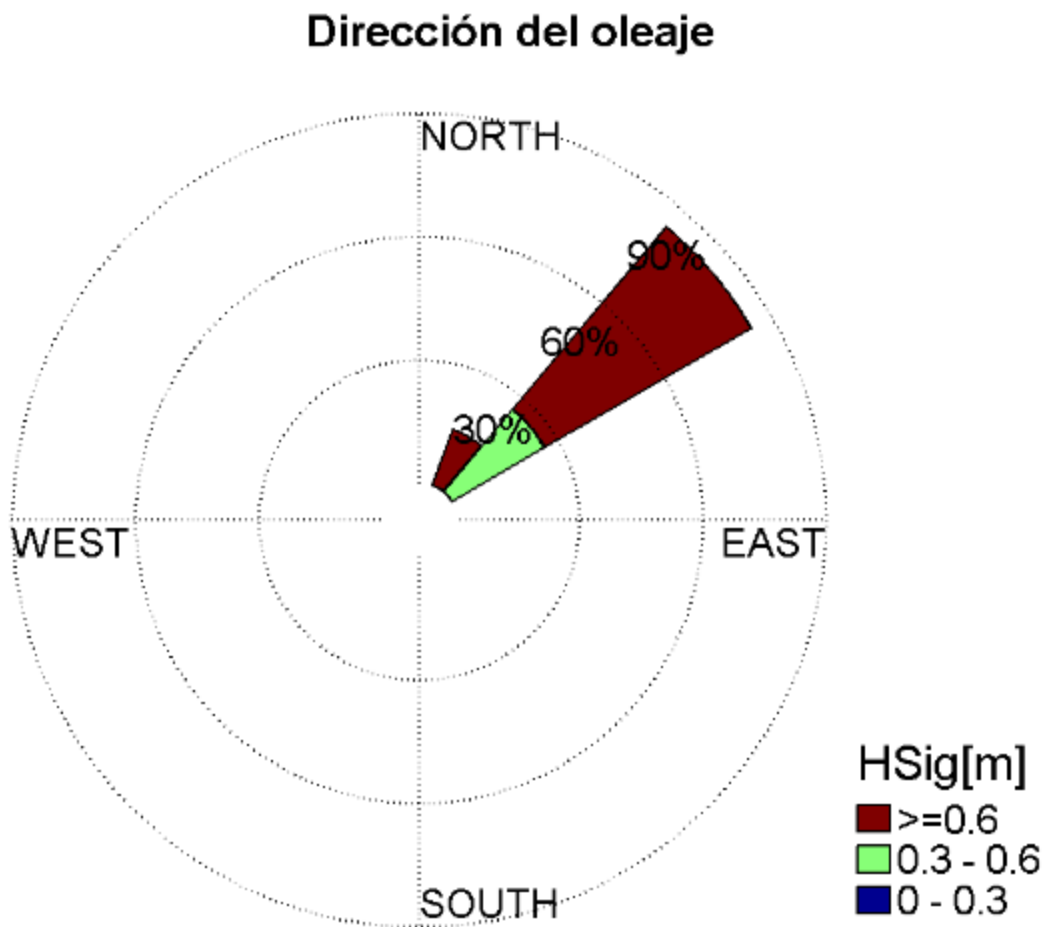 Dirección del oleaje
NORTH
90%
60%
30%
WEST
EAST
SOUTH
HSig[m]
>=0.6
0.3 - 0.6
0 - 0.3